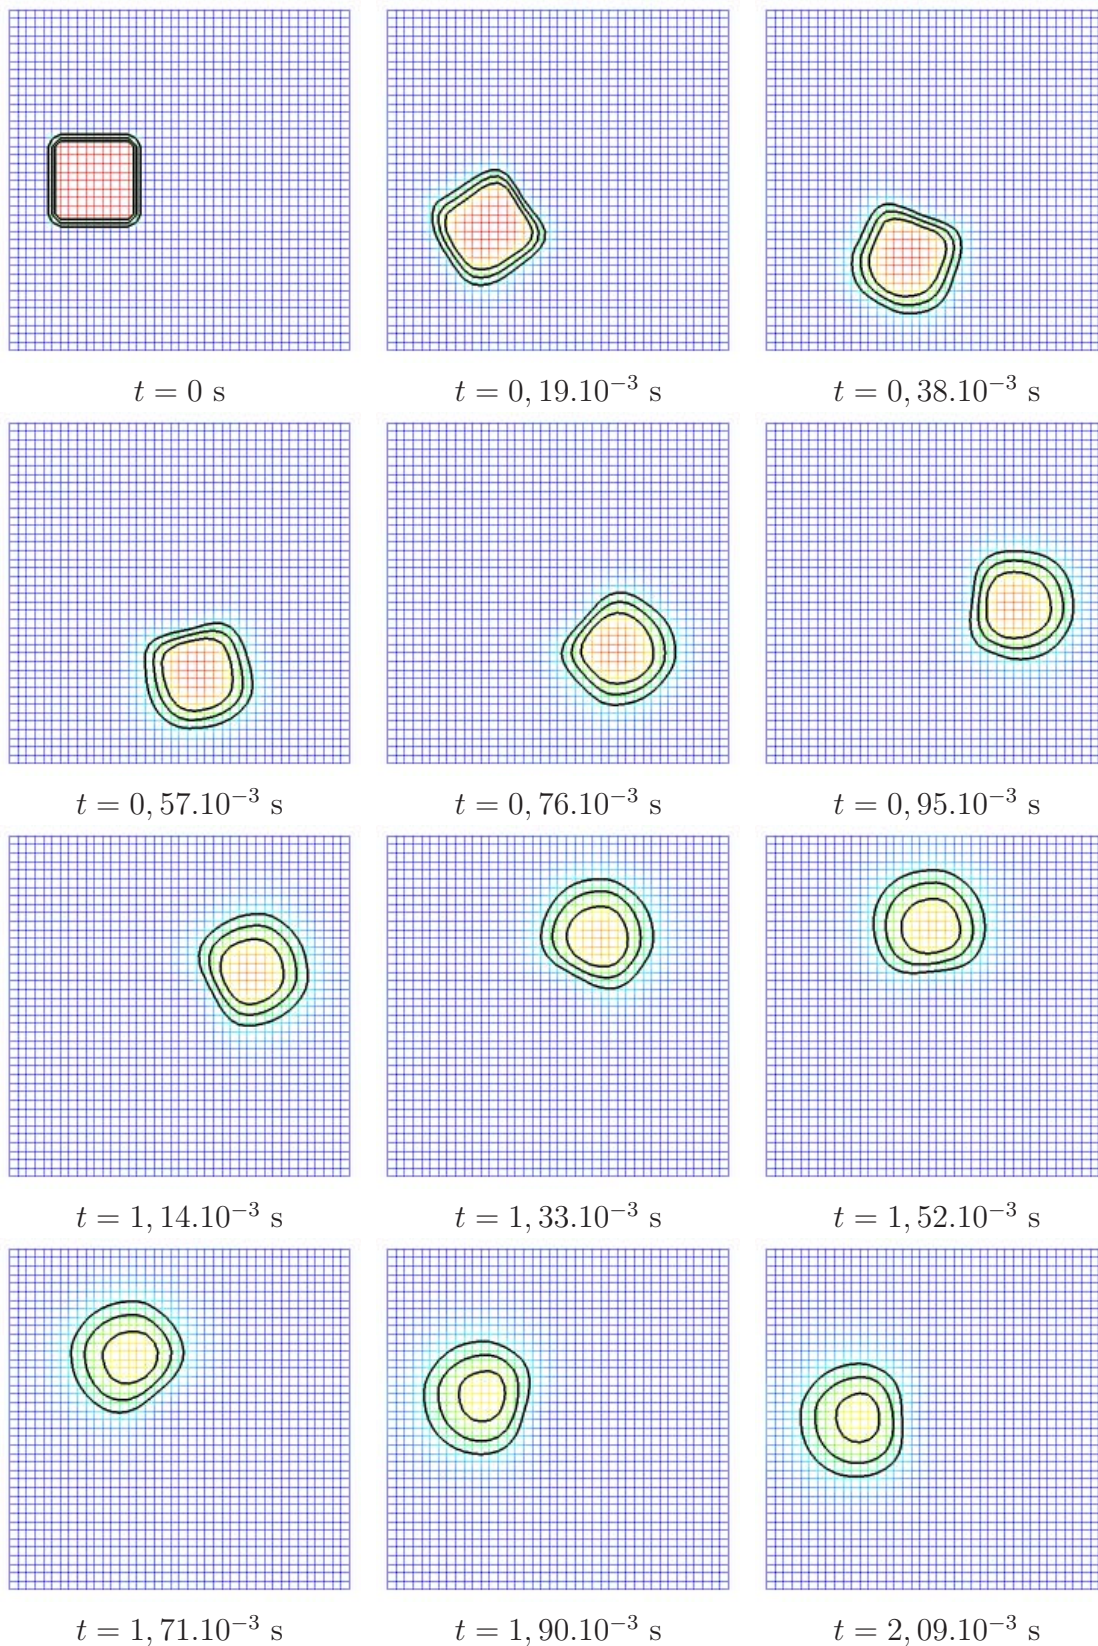 t = 0 s
t = 0, 19.10⁻³ s
t = 0, 38.10⁻³ s
t = 0, 57.10⁻³ s
t = 0, 76.10⁻³ s
t = 0, 95.10⁻³ s
t = 1, 14.10⁻³ s
t = 1, 33.10⁻³ s
t = 1, 52.10⁻³ s
t = 1, 71.10⁻³ s
t = 1, 90.10⁻³ s
t = 2, 09.10⁻³ s